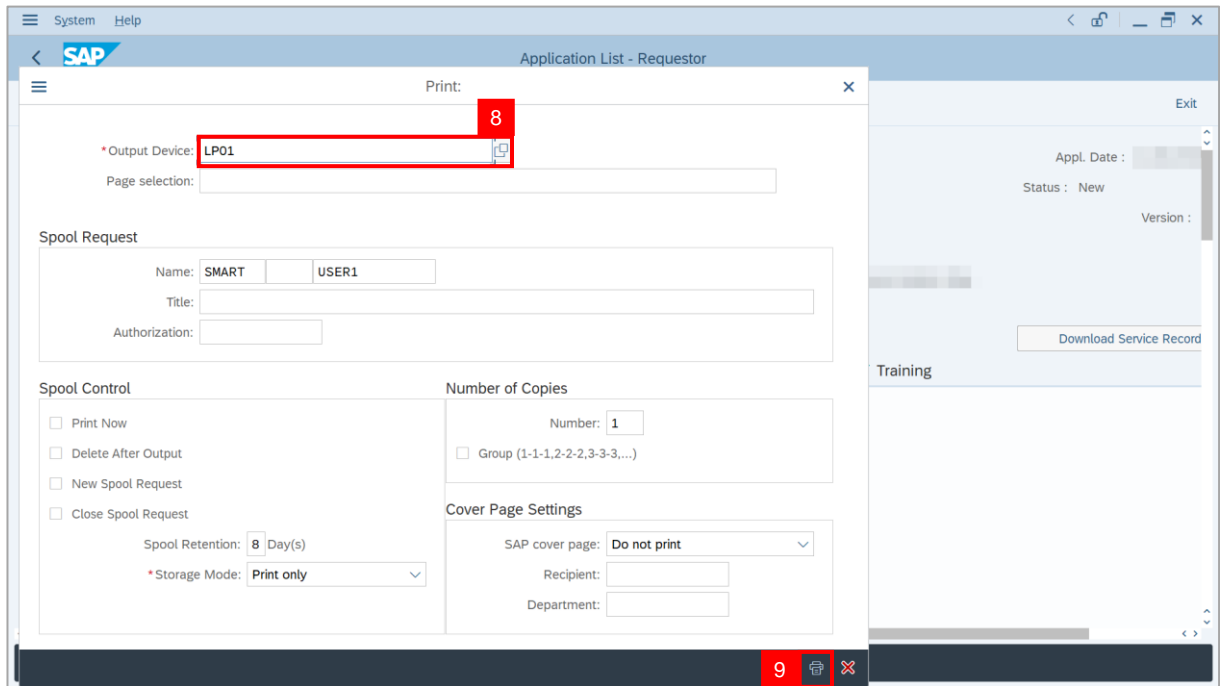 System Help
SAP
Application List - Requestor
Print:
Exit
8
*Output Device: LP01
Page selection:
Appl. Date :
Status : New
Version :
Spool Request
Name: SMART USER1
Title:
Authorization:
Download Service Record
Training
Spool Control
Print Now
Delete After Output
New Spool Request
Close Spool Request
Spool Retention: 8 Day(s)
*Storage Mode: Print only
Number of Copies
Number: 1
Group (1-1-1,2-2-2,3-3-3,...)
Cover Page Settings
SAP cover page: Do not print
Recipient:
Department:
9